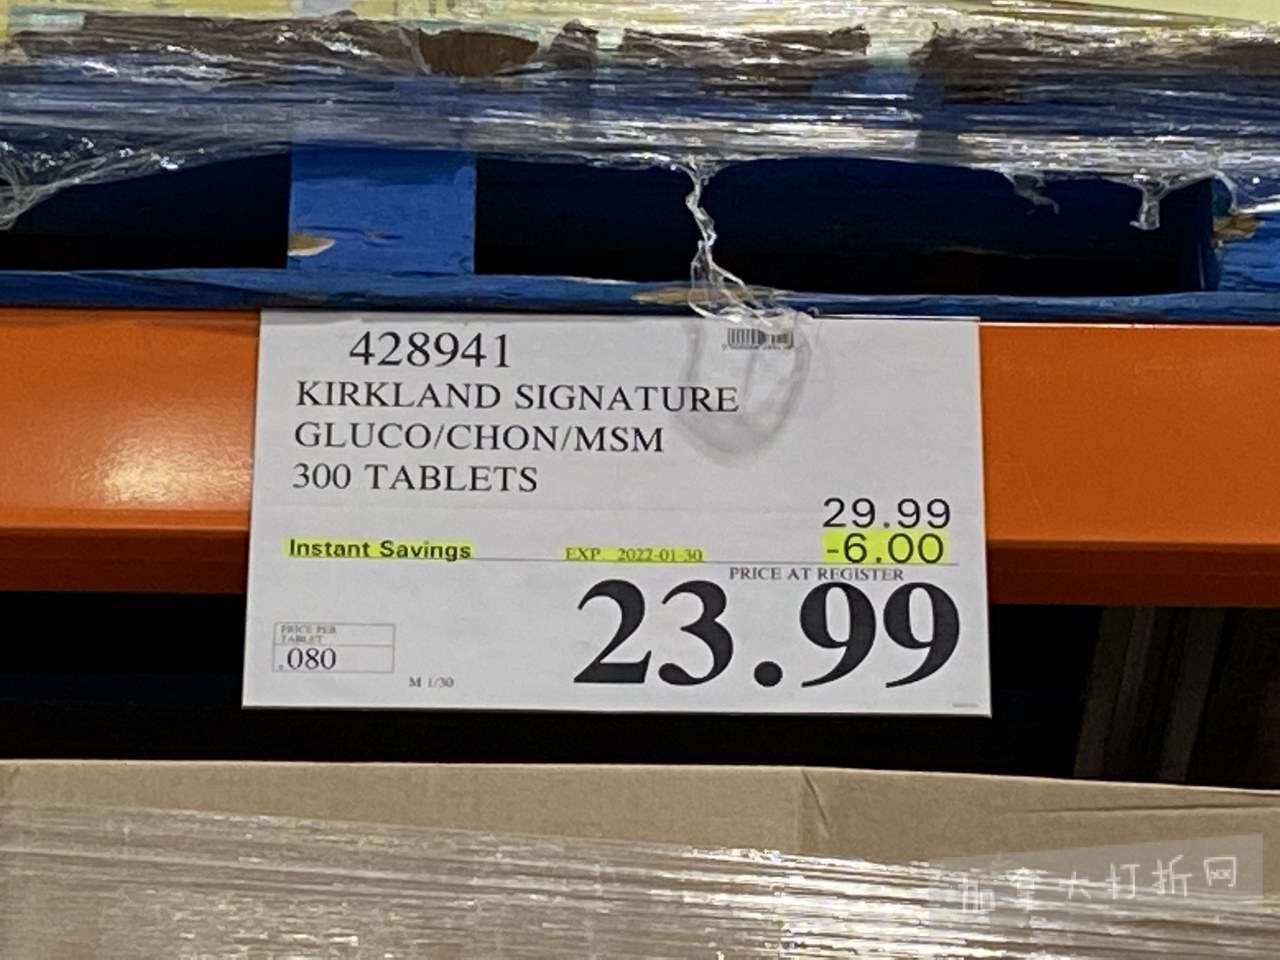 428941
KIRKLAND SIGNATURE
GLUCO/CHON/MSM
300 TABLETS
29.99
Instant Savings EXP. 2022-01-30 -6.00
PRICE AT REGISTER
23.99
PRICE PER
TABLET
.080
M 1/30
加拿大打折网